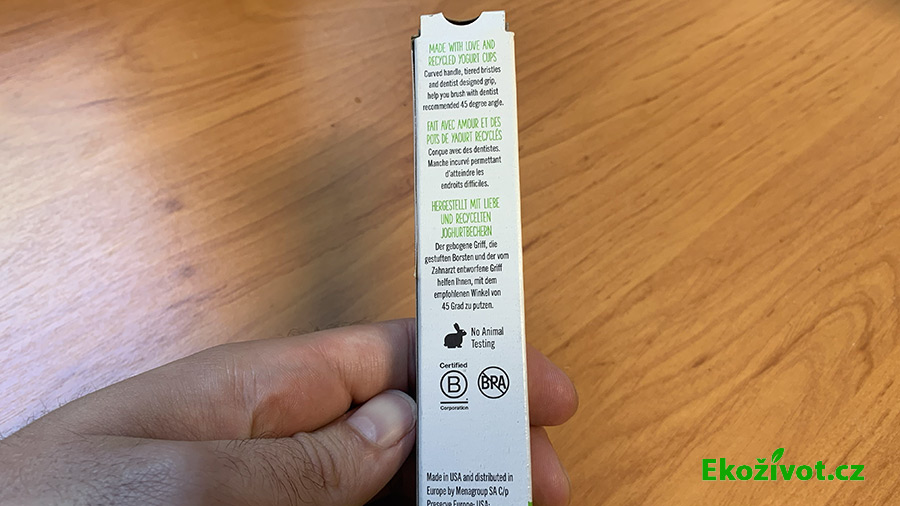 MADE WITH LOVE AND
RECYCLED YOGURT CUPS
Curved handle, tiered bristles
and dentist designed grip,
help you brush with dentist
recommended 45 degree angle.
FAIT AVEC AMOUR ET DES
POTS DE YAOURT RECYCLÉS
Conçue avec des dentistes.
Manche incurvé permettant
d'atteindre les
endroits difficiles.
HERGESTELLT MIT LIEBE
UND RECYCELTEN
JOGHURTBECHERN
Der gebogene Griff, die
gestuften Borsten und der vom
Zahnarzt entworfene Griff
helfen Ihnen, mit dem
empfohlenen Winkel von
45 Grad zu putzen.
No Animal
Testing
Certified
B
Corporation
BPA
Made in USA and distributed in
Europe by Menagroup SA C/p
Preserve Europe: USA-
Ekoživot.cz